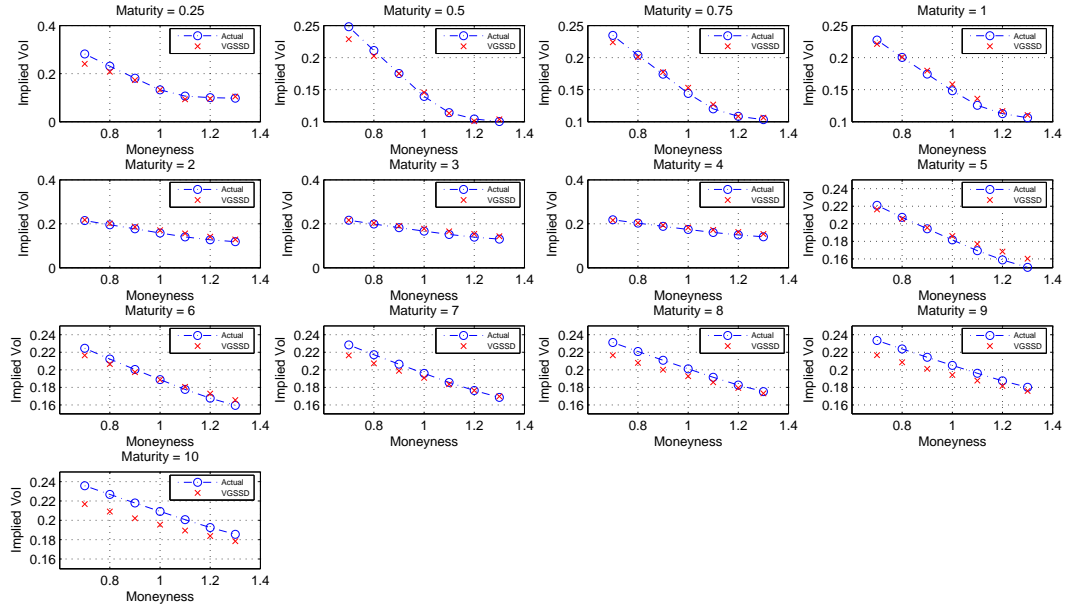 Maturity = 0.25
Implied Vol
0.4
0.2
0
Actual
VGSSD
0.8 1 1.2 1.4
Moneyness
Maturity = 0.5
Implied Vol
0.25
0.2
0.15
0.1
Actual
VGSSD
0.8 1 1.2 1.4
Moneyness
Maturity = 0.75
Implied Vol
0.25
0.2
0.15
0.1
Actual
VGSSD
0.8 1 1.2 1.4
Moneyness
Maturity = 1
Implied Vol
0.25
0.2
0.15
0.1
Actual
VGSSD
0.8 1 1.2 1.4
Moneyness
Maturity = 2
Implied Vol
0.4
0.2
0
Actual
VGSSD
0.8 1 1.2 1.4
Moneyness
Maturity = 3
Implied Vol
0.4
0.2
0
Actual
VGSSD
0.8 1 1.2 1.4
Moneyness
Maturity = 4
Implied Vol
0.4
0.2
0
Actual
VGSSD
0.8 1 1.2 1.4
Moneyness
Maturity = 5
Implied Vol
0.24
0.22
0.2
0.18
0.16
Actual
VGSSD
0.8 1 1.2 1.4
Moneyness
Maturity = 6
Implied Vol
0.24
0.22
0.2
0.18
0.16
Actual
VGSSD
0.8 1 1.2 1.4
Moneyness
Maturity = 7
Implied Vol
0.24
0.22
0.2
0.18
0.16
Actual
VGSSD
0.8 1 1.2 1.4
Moneyness
Maturity = 8
Implied Vol
0.24
0.22
0.2
0.18
0.16
Actual
VGSSD
0.8 1 1.2 1.4
Moneyness
Maturity = 9
Implied Vol
0.24
0.22
0.2
0.18
0.16
Actual
VGSSD
0.8 1 1.2 1.4
Moneyness
Maturity = 10
Implied Vol
0.24
0.22
0.2
0.18
0.16
Actual
VGSSD
0.8 1 1.2 1.4
Moneyness